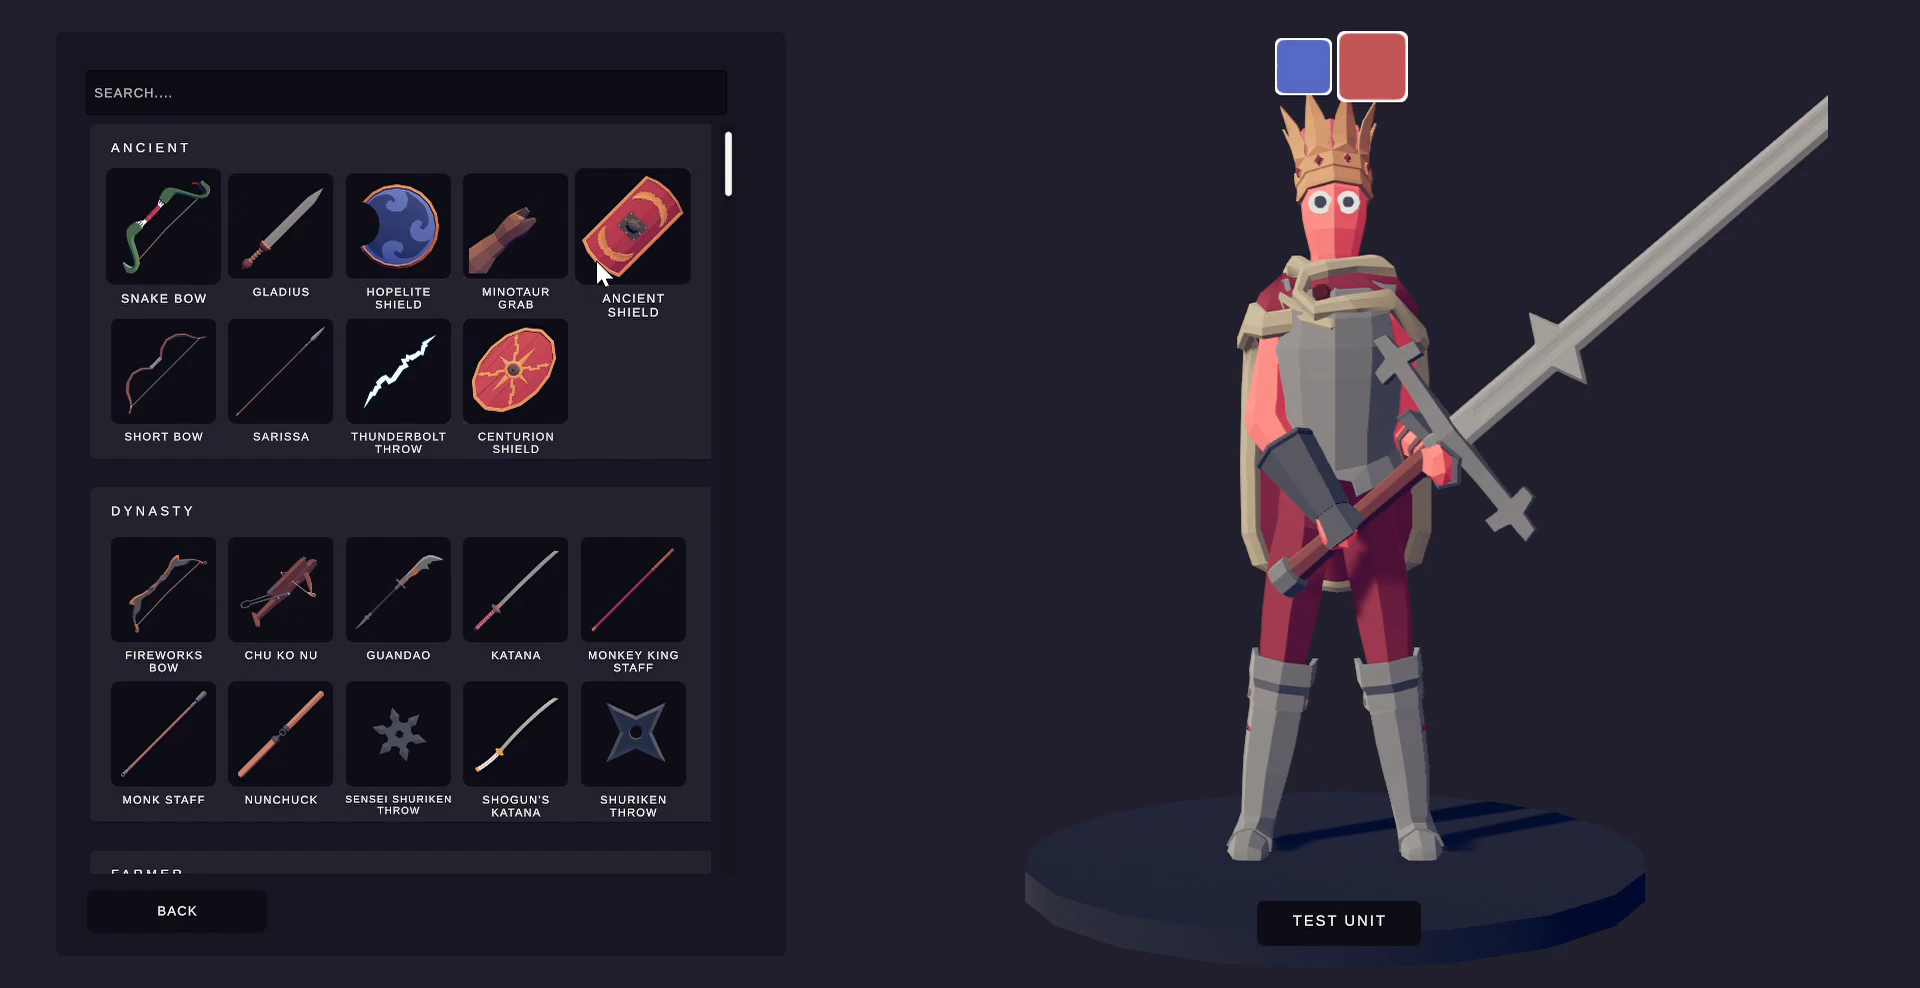 SEARCH....
ANCIENT
SNAKE BOW
GLADIUS
HOPELITE
SHIELD
MINOTAUR
GRAB
ANCIENT
SHIELD
SHORT BOW
SARISSA
THUNDERBOLT
THROW
CENTURION
SHIELD
DYNASTY
FIREWORKS
BOW
CHU KO NU
GUANDAO
KATANA
MONKEY KING
STAFF
MONK STAFF
NUNCHUCK
SENSEI SHURIKEN
THROW
SHOGUN'S
KATANA
SHURIKEN
THROW
FARMER
BACK
TEST UNIT